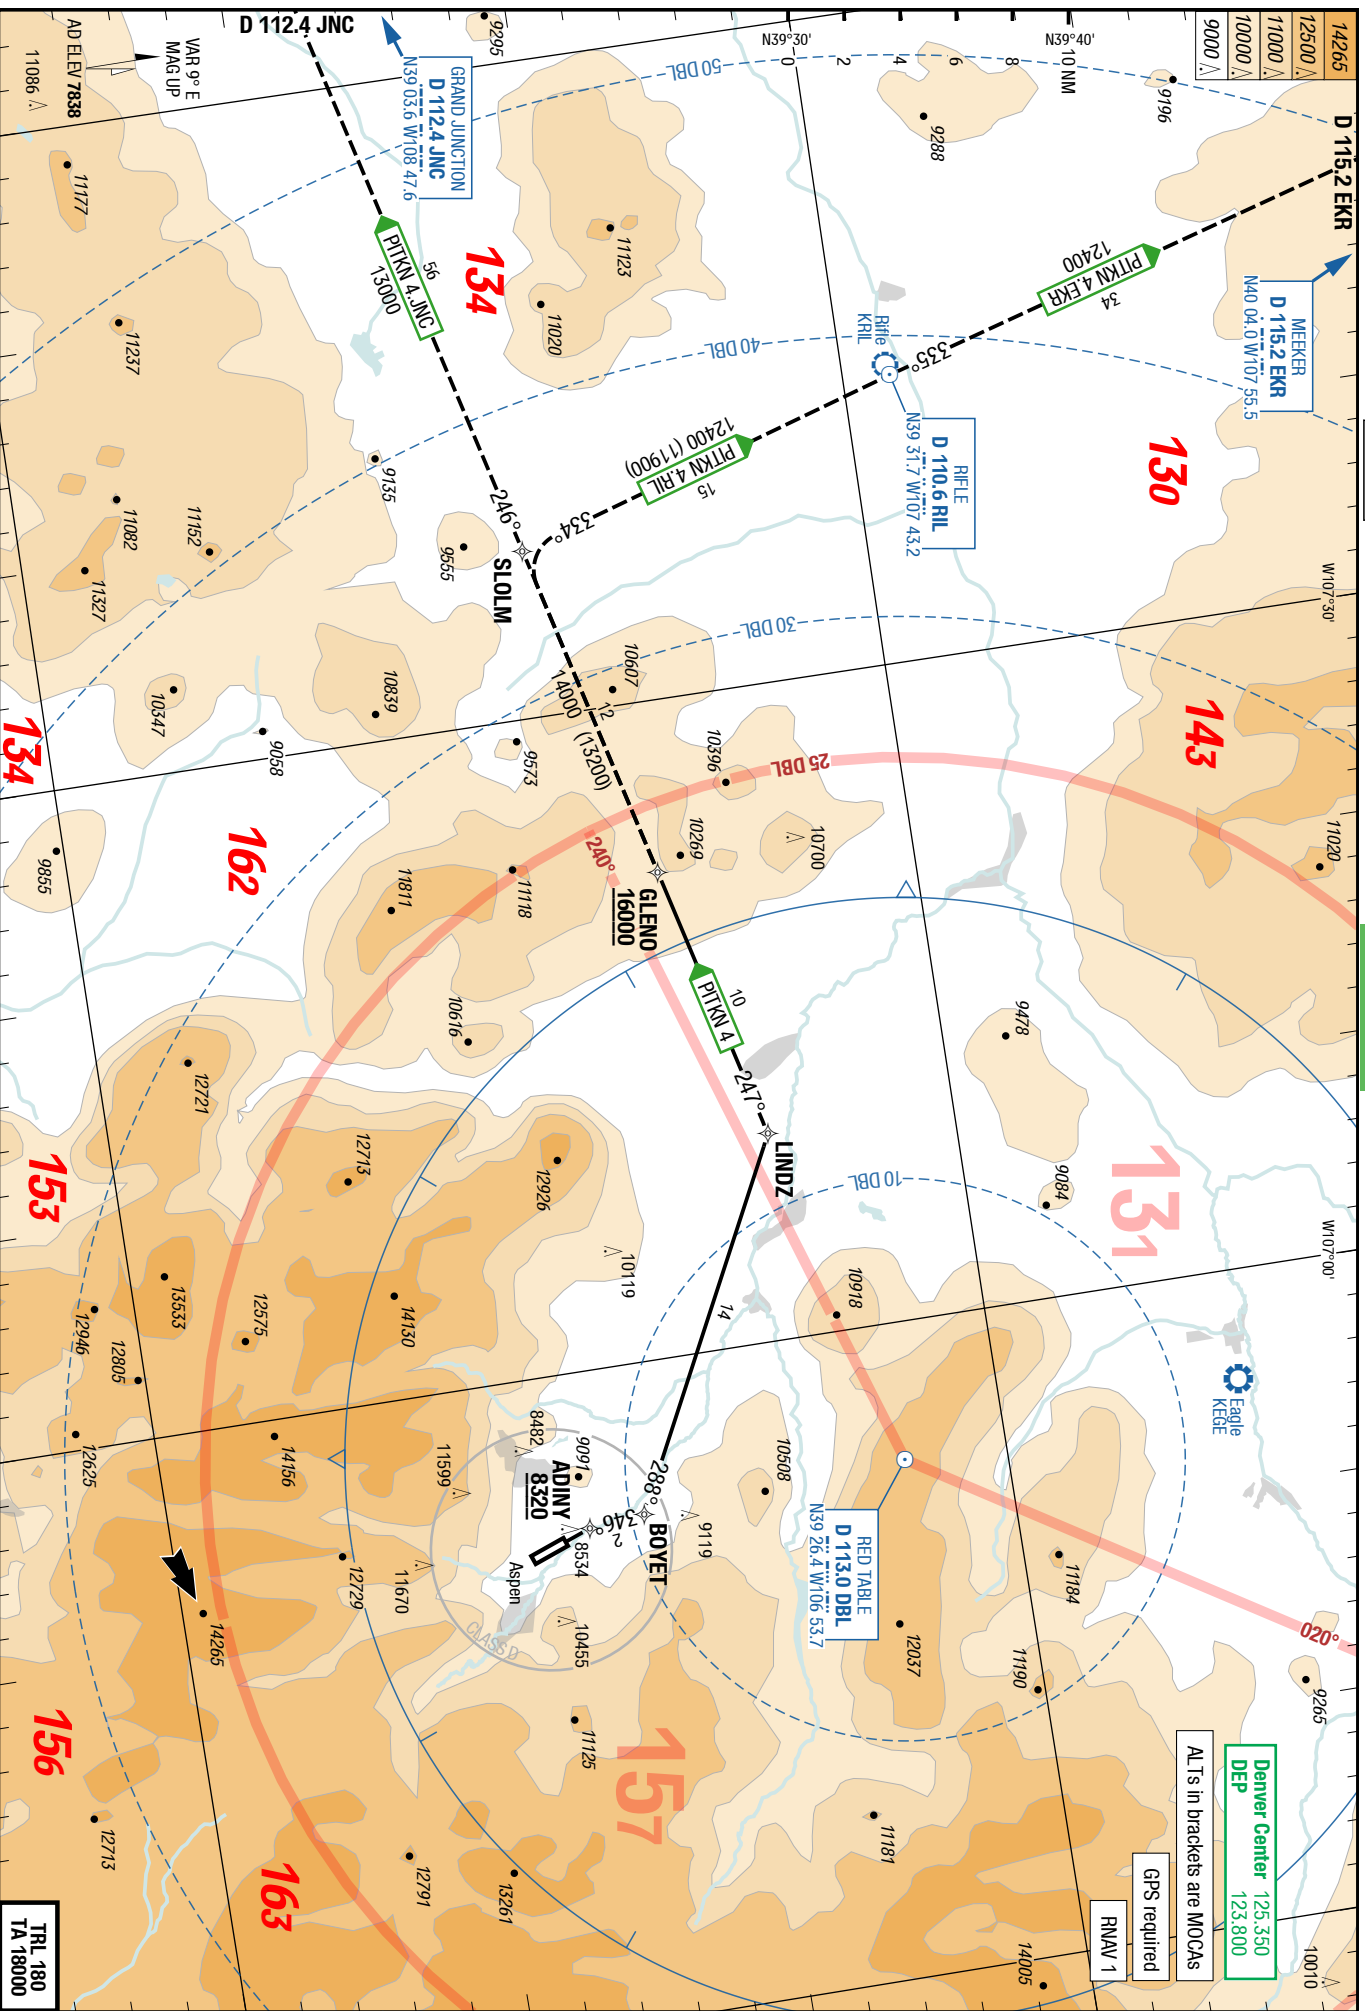 14265
12500
11000
10000
9000
D 115.2 EKR
MEEKER
D 115.2 EKR
N40 04.0 W107 55.5
W107°30'
W107°00'
N39°40'
N39°30'
10 NM
8
6
4
2
0
9196
9288
9295
50 DBL
D 112.4 JNC
GRAND JUNCTION
D 112.4 JNC
N39 03.6 W108 47.6
VAR 9° E
MAG UP
AD ELEV 7838
11086
11177
11237
11123
11020
134
56
PITKN 4.JNC
13000
34
PITKN 4.EKR
12400
Rifle
KRIL
335°
40 DBL
RIFLE
D 110.6 RIL
N39 31.7 W107 43.2
130
15
PITKN 4.RIL
12400 (11900)
334°
246°
SLOLM
9135
9555
11082
11152
11327
30 DBL
10607
12
14000 (13200)
10839
10347
9058
9573
134
162
143
11020
10396
25 DBL
10700
10269
240°
GLENO
16000
11118
11811
9855
10
PITKN 4
247°
LINDZ
10616
9478
9084
131
10 DBL
12721
12713
12926
10119
153
13533
12946
12805
12575
14130
14
10918
Eagle
KEGE
12625
14156
11599
8482
9091
ADINY
8320
346°
2
288°
BOYET
8534
Aspen
9119
10508
CLASS D
10455
11670
12729
14265
RED TABLE
D 113.0 DBL
N39 26.4 W106 53.7
11184
12037
11190
020°
9265
156
157
11125
11181
12713
163
12791
13261
14005
10010
Denver Center 125.350
DEP 123.800
ALTs in brackets are MOCAs
GPS required
RNAV 1
TRL 180
TA 18000